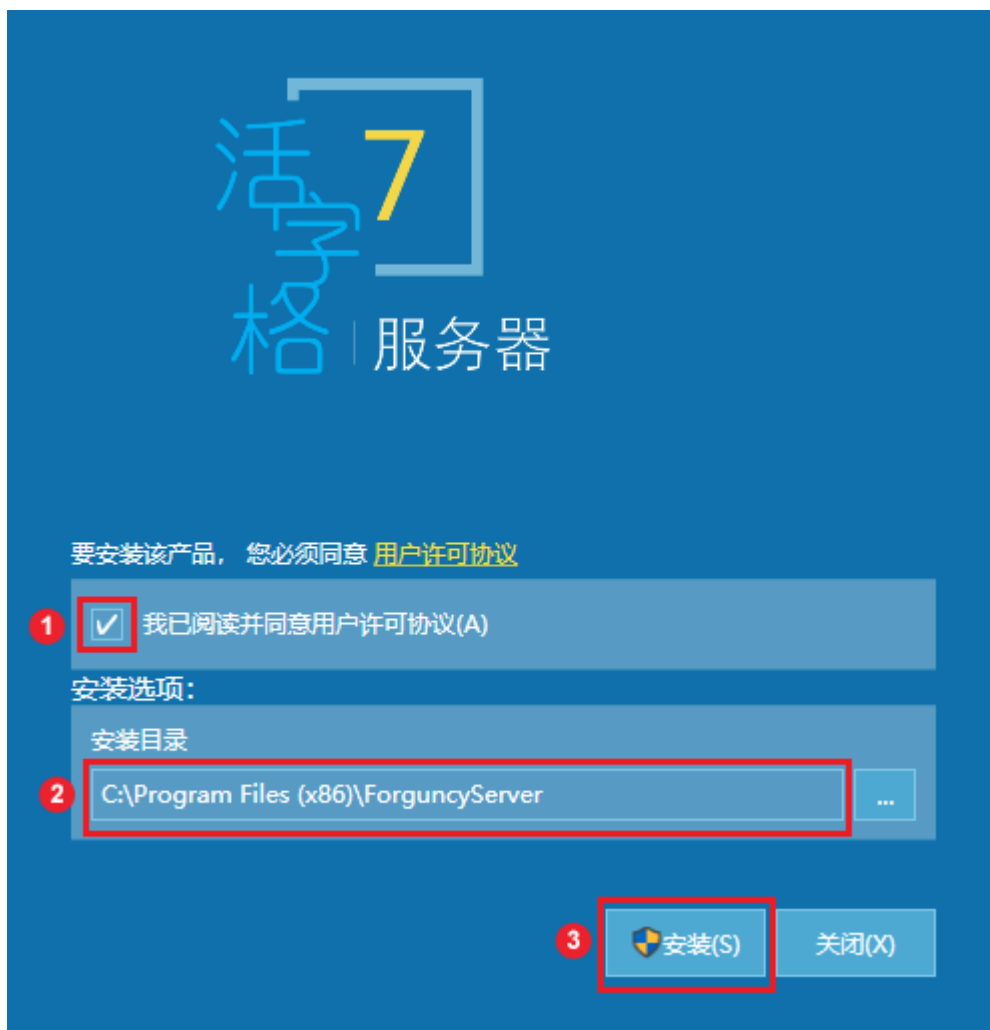 活字格 7
服务器
要安装该产品， 您必须同意 用户许可协议
1 我已阅读并同意用户许可协议(A)
安装选项：
安装目录
2 C:\Program Files (x86)\ForguncyServer ...
3 安装(S) 关闭(X)